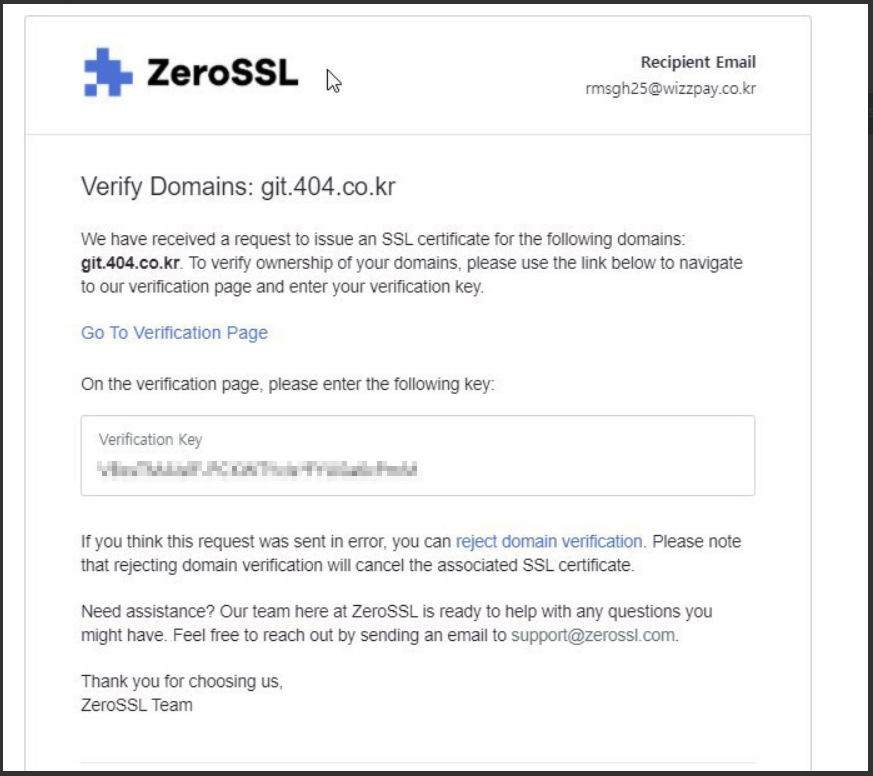 ZeroSSL
Recipient Email
rmsgh25@wizzpay.co.kr
Verify Domains: git.404.co.kr
We have received a request to issue an SSL certificate for the following domains:
git.404.co.kr. To verify ownership of your domains, please use the link below to navigate
to our verification page and enter your verification key.
Go To Verification Page
On the verification page, please enter the following key:
Verification Key
If you think this request was sent in error, you can reject domain verification. Please note
that rejecting domain verification will cancel the associated SSL certificate.
Need assistance? Our team here at ZeroSSL is ready to help with any questions you
might have. Feel free to reach out by sending an email to support@zerossl.com.
Thank you for choosing us,
ZeroSSL Team